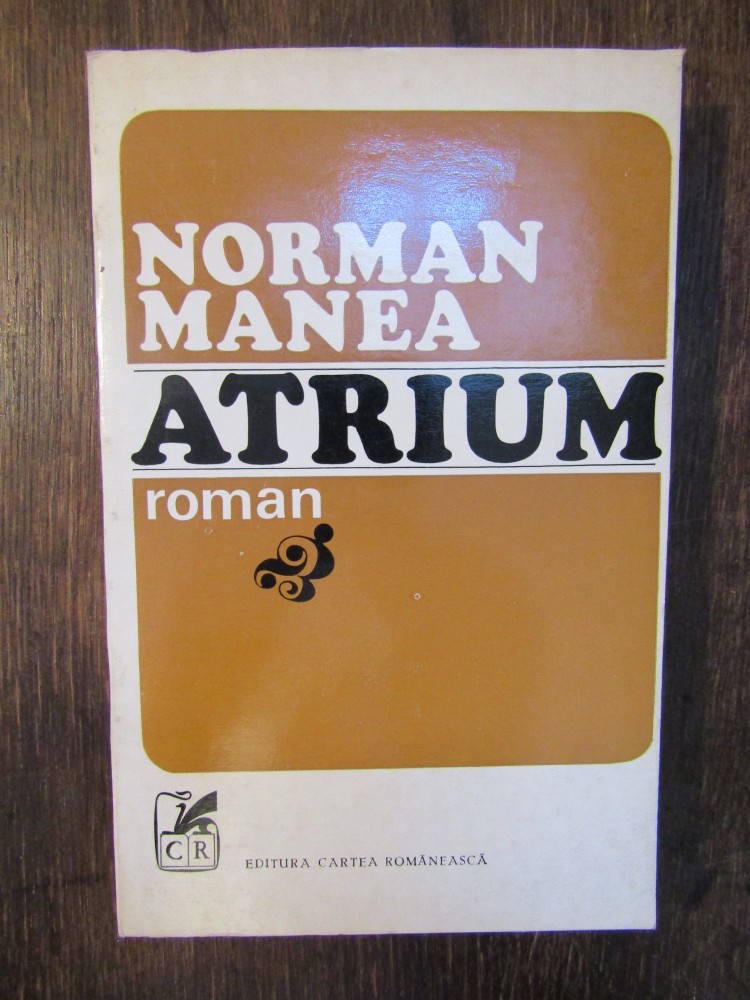 NORMAN
MANEA
ATRIUM
roman
CR
EDITURA CARTEA ROMÂNEASCĂ